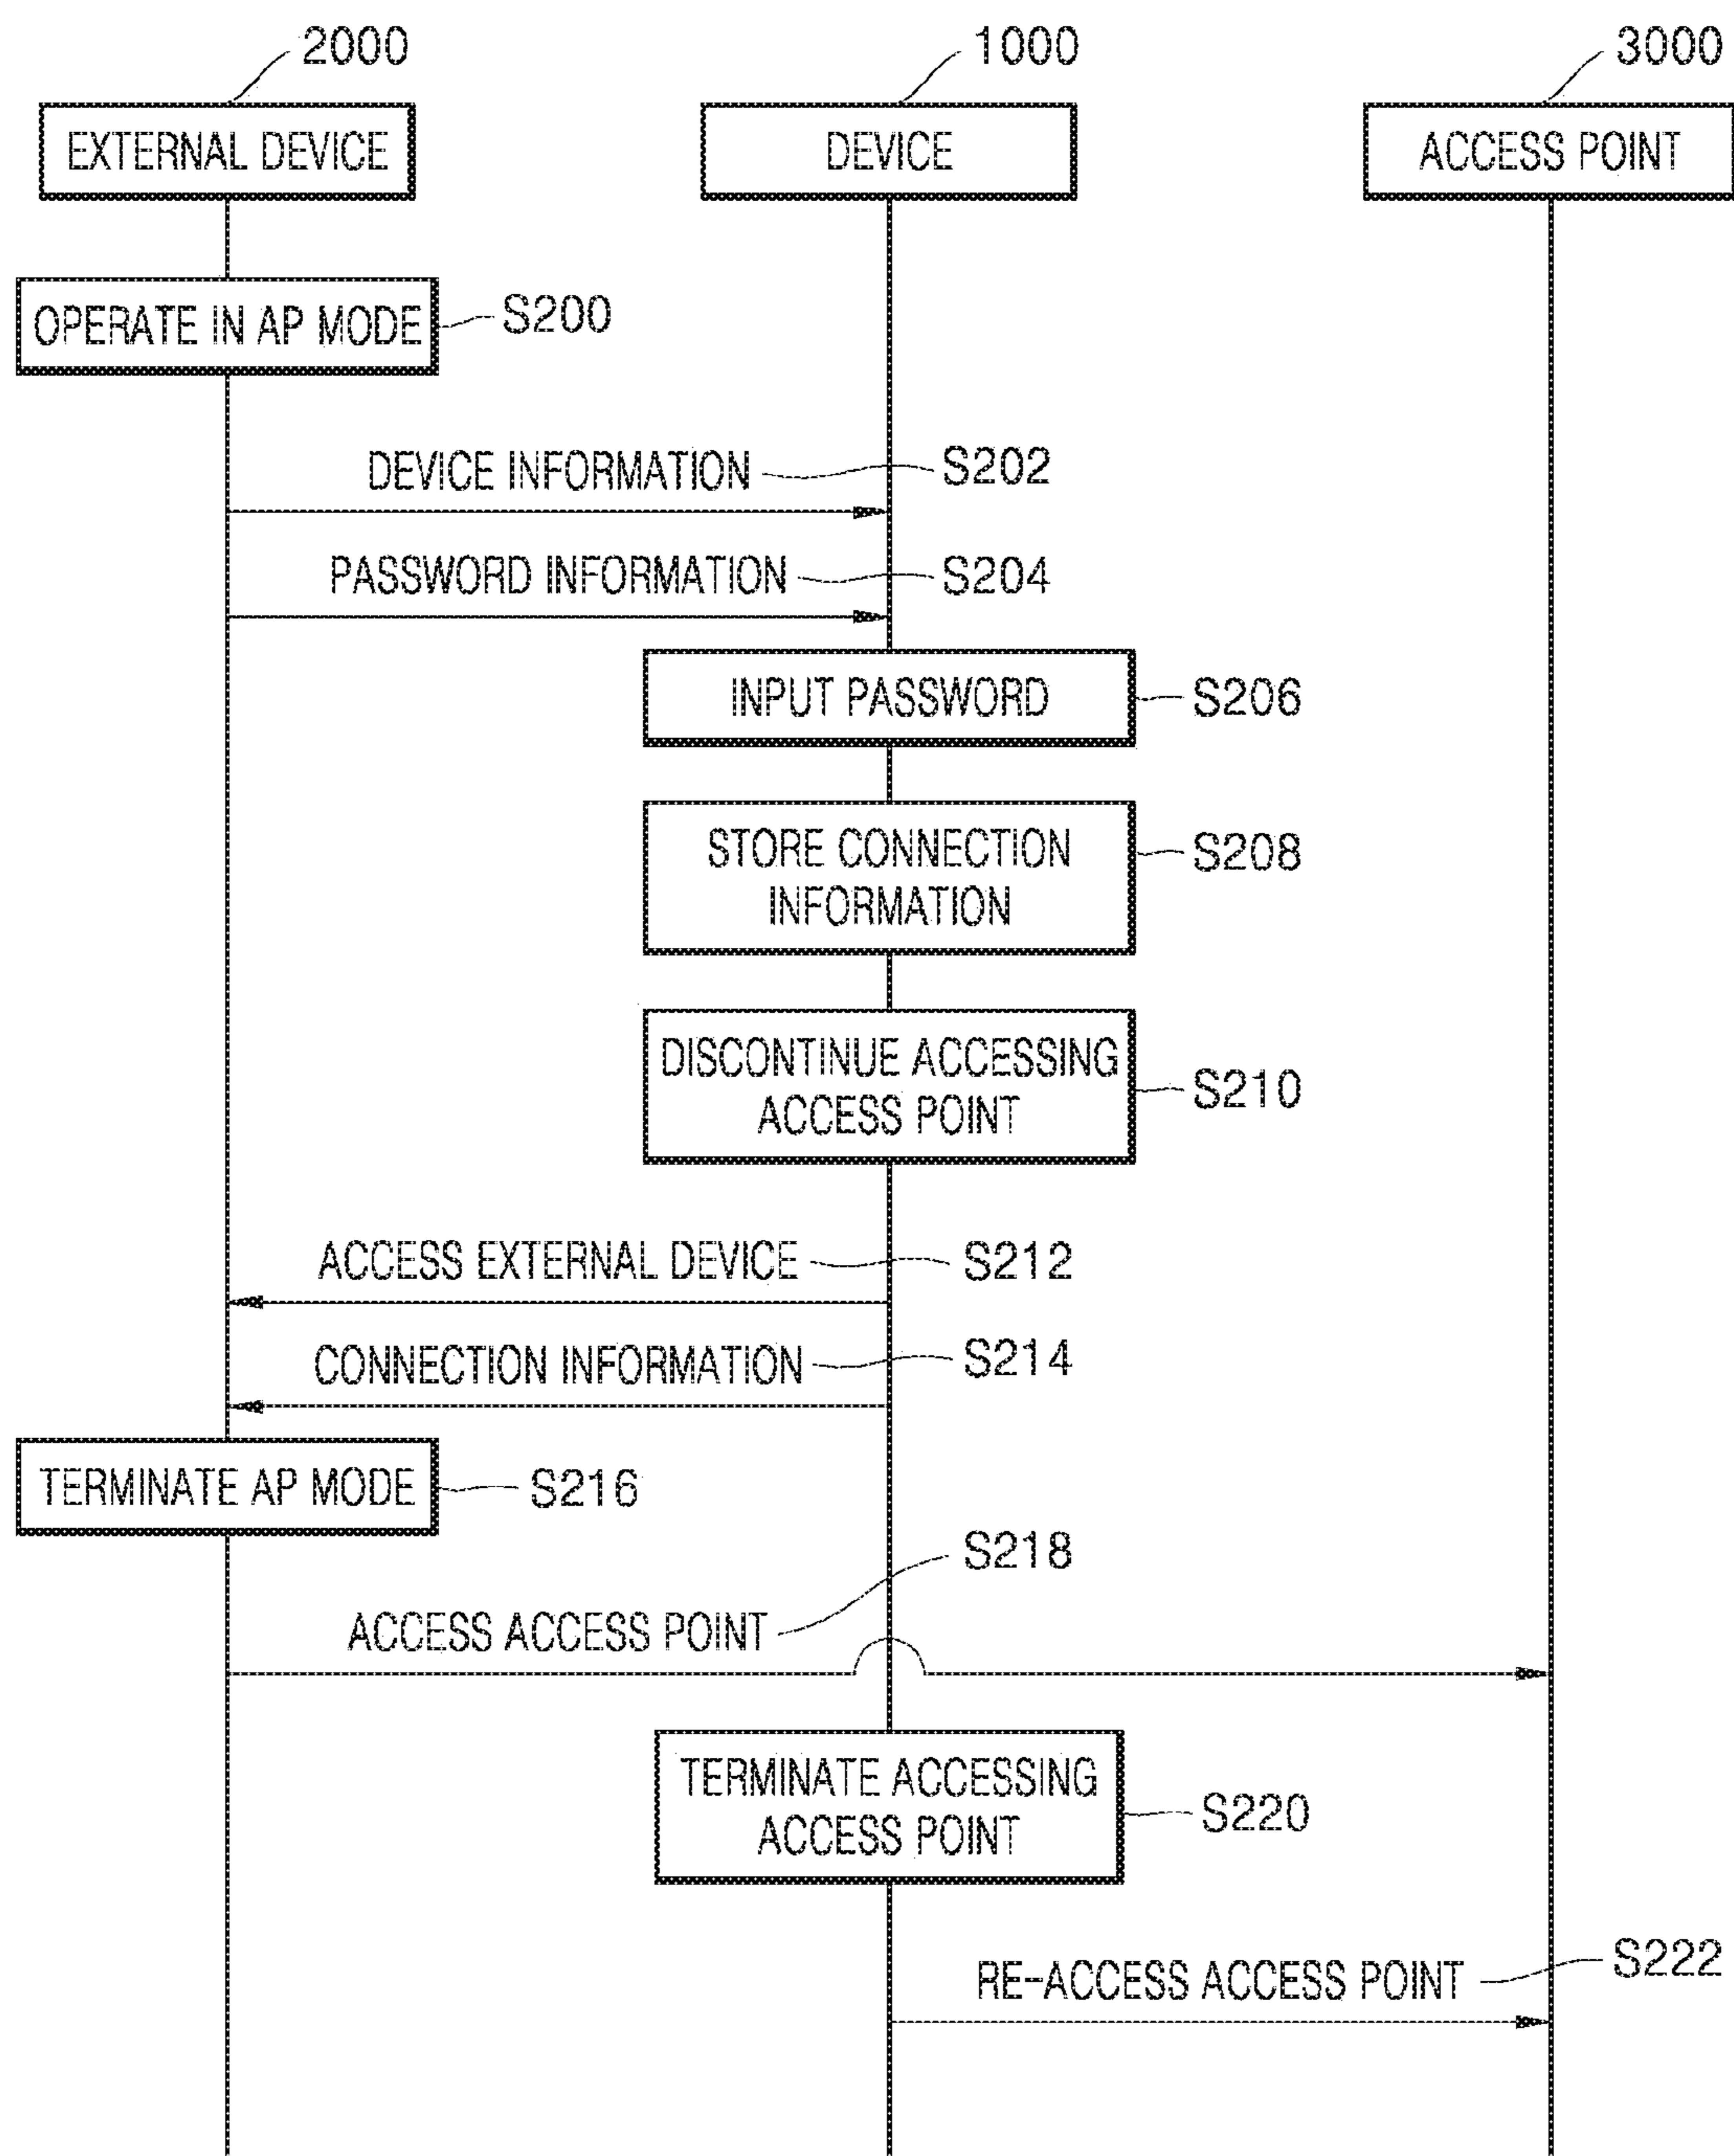 2000
1000
3000
EXTERNAL DEVICE
DEVICE
ACCESS POINT
OPERATE IN AP MODE
S200
DEVICE INFORMATION
S202
PASSWORD INFORMATION
S204
INPUT PASSWORD
S206
STORE CONNECTION
INFORMATION
S208
DISCONTINUE ACCESSING
ACCESS POINT
S210
ACCESS EXTERNAL DEVICE
S212
CONNECTION INFORMATION
S214
TERMINATE AP MODE
S216
S218
ACCESS ACCESS POINT
TERMINATE ACCESSING
ACCESS POINT
S220
RE-ACCESS ACCESS POINT
S222